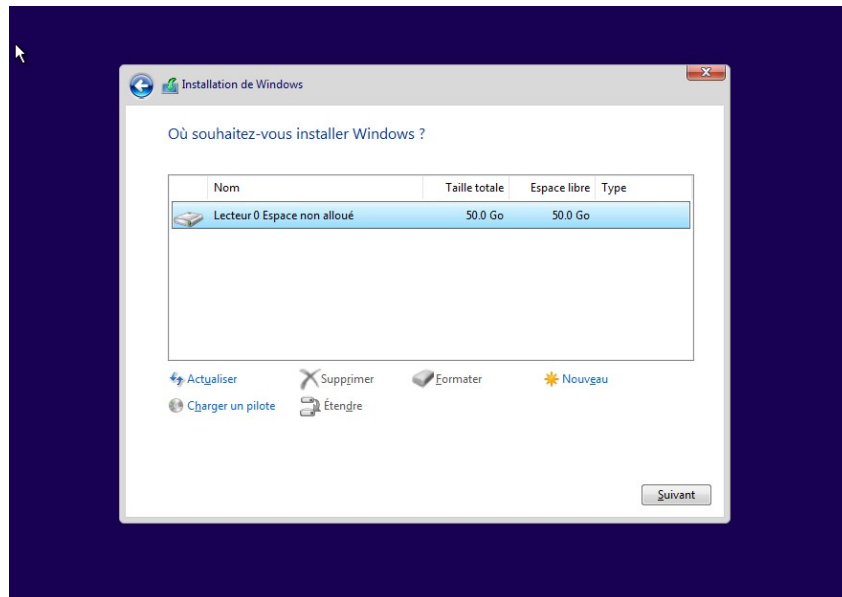 Installation de Windows
Où souhaitez-vous installer Windows ?
Nom Taille totale Espace libre Type
Lecteur 0 Espace non alloué 50.0 Go 50.0 Go
Actualiser Supprimer Formater Nouveau
Charger un pilote Étendre
Suivant